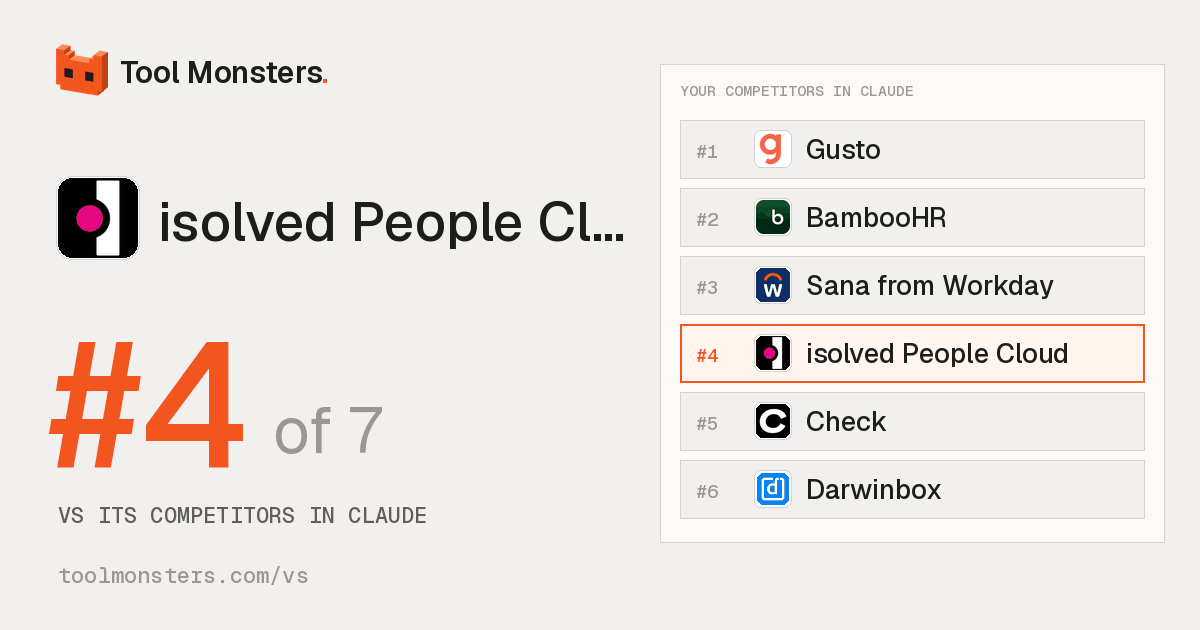 Tool Monsters.
isolved People Cl...
#4 of 7
VS ITS COMPETITORS IN CLAUDE
toolmonsters.com/vs
YOUR COMPETITORS IN CLAUDE
#1 g Gusto
#2 b BambooHR
#3 w Sana from Workday
#4 isolved People Cloud
#5 C Check
#6 d Darwinbox